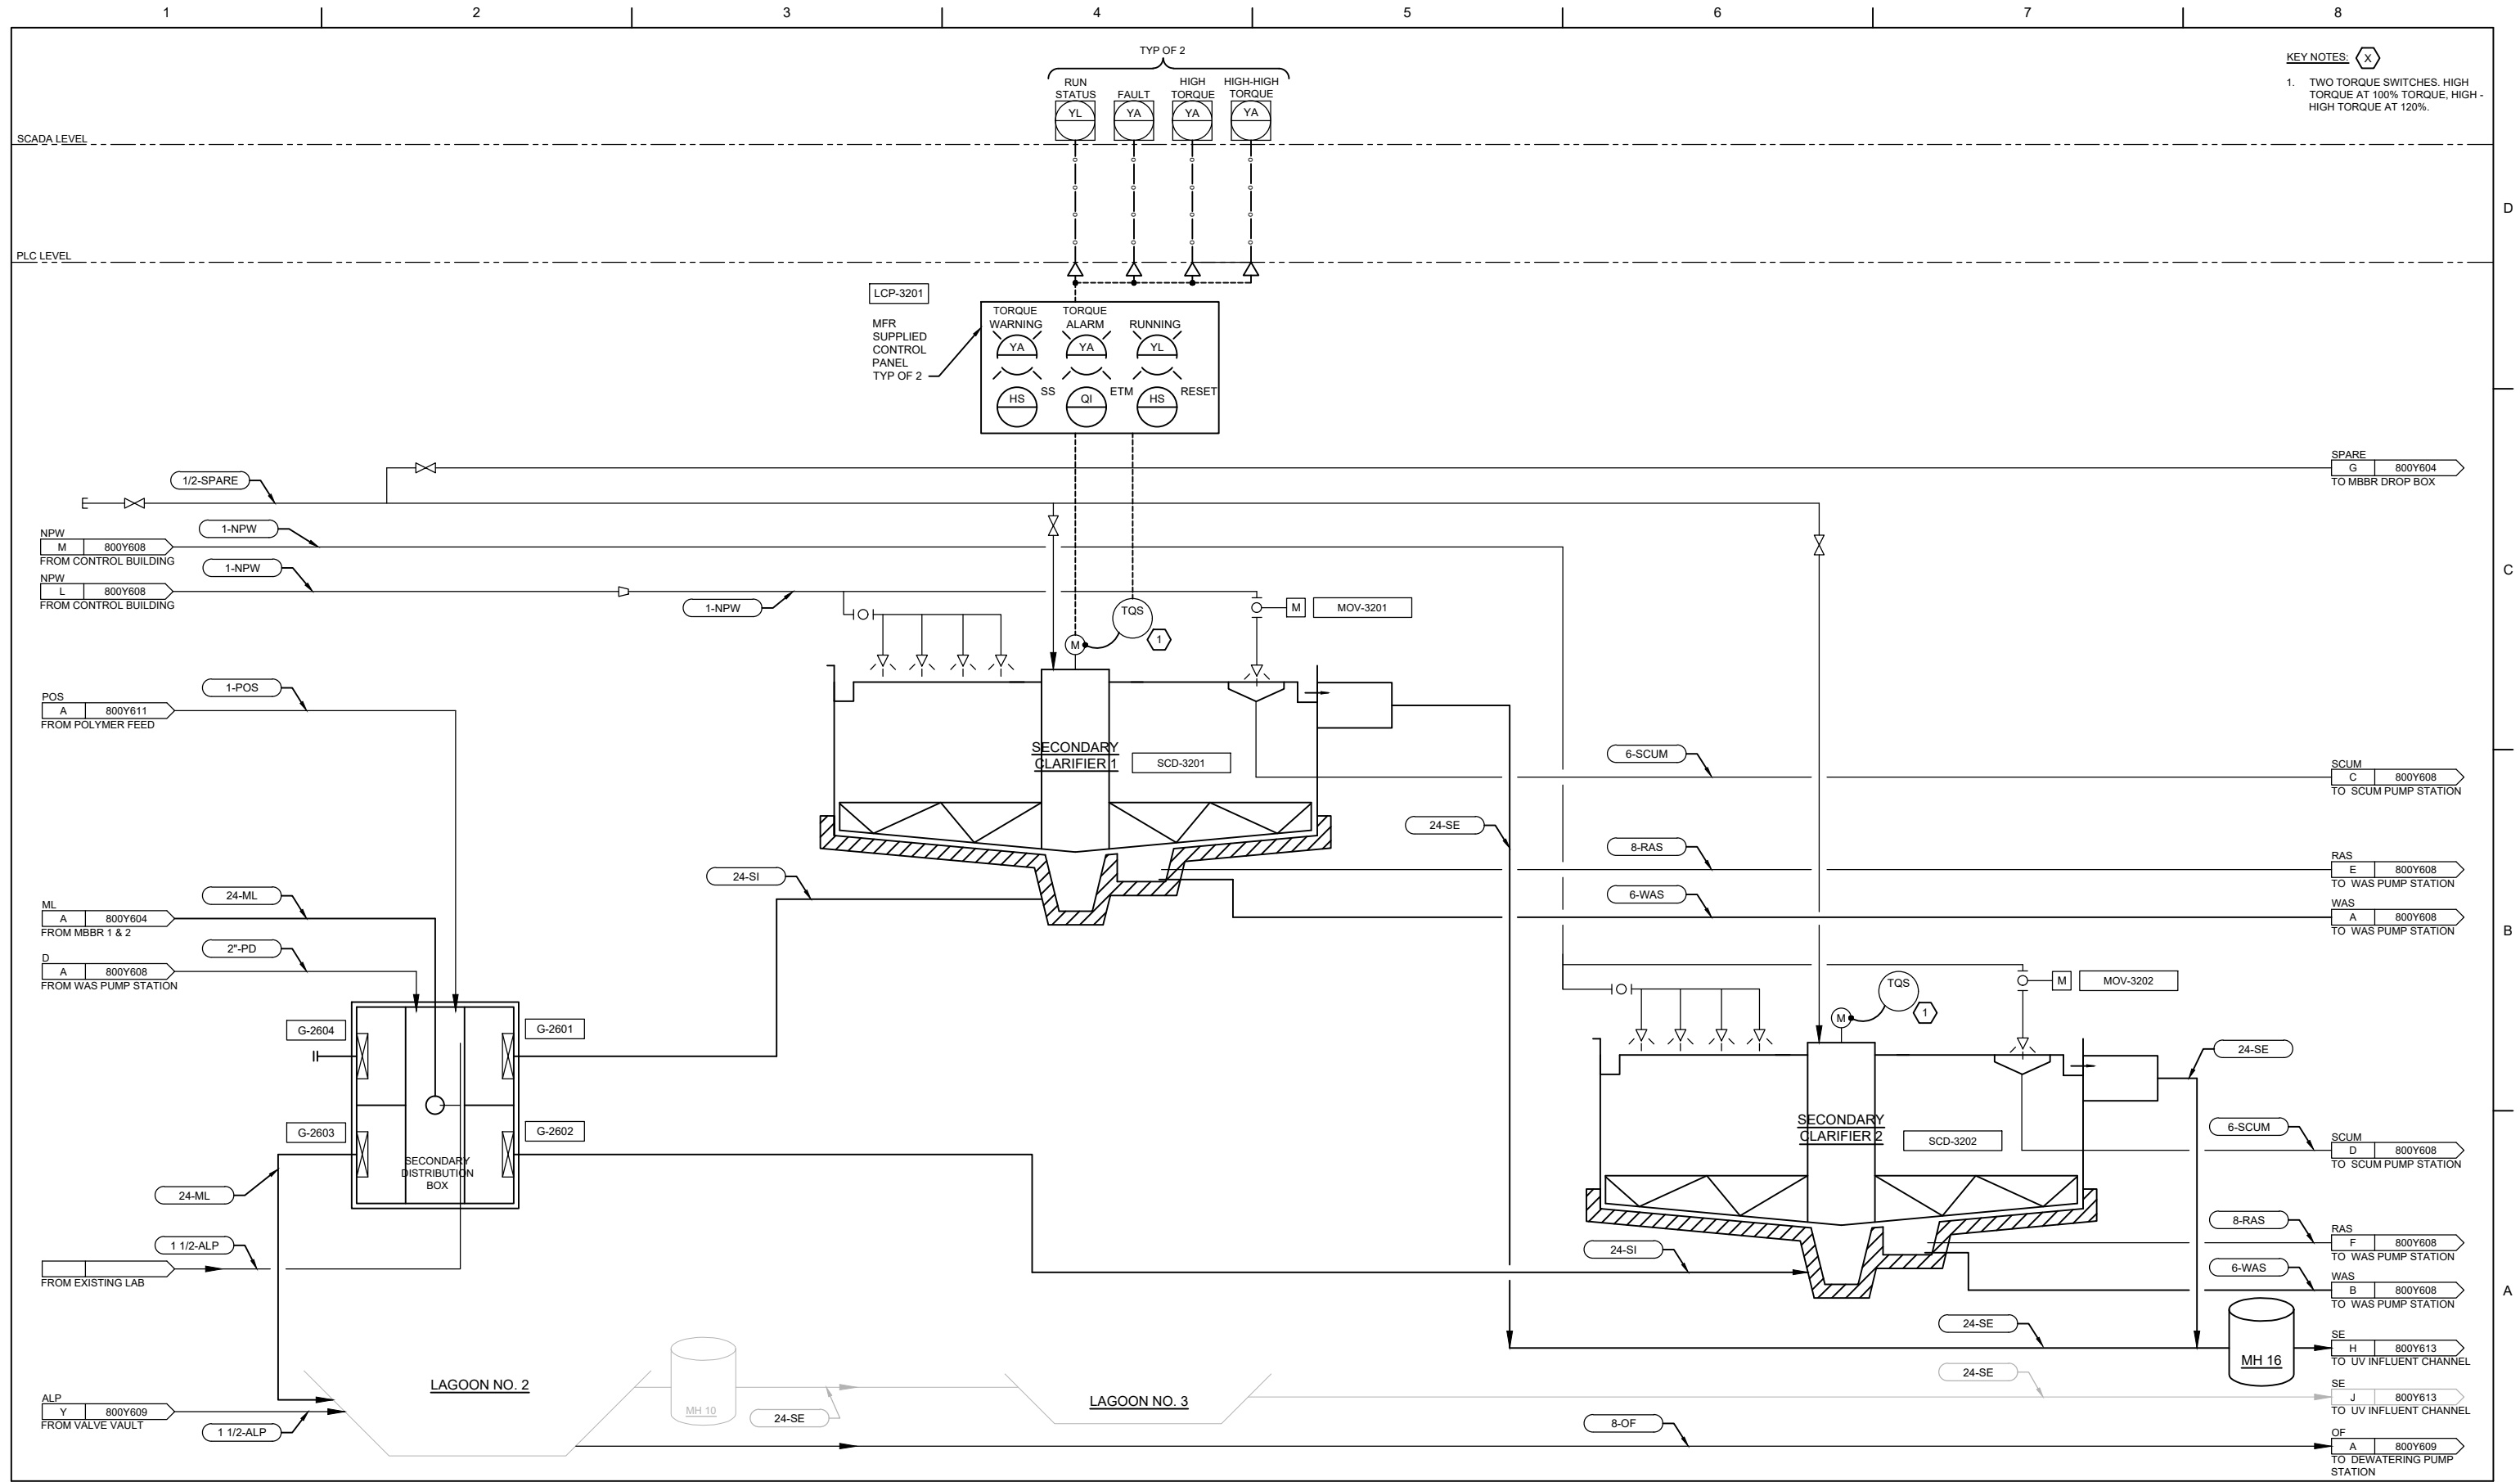 1
2
3
4
5
6
7
8
TYP OF 2
RUN
STATUS
FAULT
HIGH
TORQUE
HIGH-HIGH
TORQUE
YL
YA
YA
YA
KEY NOTES:
X
1. TWO TORQUE SWITCHES. HIGH
TORQUE AT 100% TORQUE, HIGH -
HIGH TORQUE AT 120%.
SCADA LEVEL
D
PLC LEVEL
LCP-3201
MFR
SUPPLIED
CONTROL
PANEL
TYP OF 2
TORQUE
WARNING
TORQUE
ALARM
RUNNING
YA
YA
YL
HS
SS
QI
ETM
HS
RESET
SPARE
G 800Y604
TO MBBR DROP BOX
1/2-SPARE
NPW
M 800Y608
FROM CONTROL BUILDING
1-NPW
NPW
L 800Y608
FROM CONTROL BUILDING
1-NPW
1-NPW
C
TQS
M
1
M
MOV-3201
POS
A 800Y611
FROM POLYMER FEED
1-POS
SECONDARY
CLARIFIER 1
SCD-3201
6-SCUM
SCUM
C 800Y608
TO SCUM PUMP STATION
24-SE
8-RAS
RAS
E 800Y608
TO WAS PUMP STATION
24-SI
6-WAS
WAS
A 800Y608
TO WAS PUMP STATION
24-ML
ML
A 800Y604
FROM MBBR 1 & 2
2"-PD
D
A 800Y608
FROM WAS PUMP STATION
B
TQS
M
1
M
MOV-3202
G-2604
G-2601
G-2603
G-2602
SECONDARY
DISTRIBUTION
BOX
24-SE
SECONDARY
CLARIFIER 2
SCD-3202
6-SCUM
SCUM
D 800Y608
TO SCUM PUMP STATION
24-ML
8-RAS
RAS
F 800Y608
TO WAS PUMP STATION
24-SI
1 1/2-ALP
FROM EXISTING LAB
6-WAS
WAS
B 800Y608
TO WAS PUMP STATION
A
24-SE
MH 16
SE
H 800Y613
TO UV INFLUENT CHANNEL
LAGOON NO. 2
MH 10
24-SE
LAGOON NO. 3
24-SE
SE
J 800Y613
TO UV INFLUENT CHANNEL
ALP
Y 800Y609
FROM VALVE VAULT
1 1/2-ALP
8-OF
OF
A 800Y609
TO DEWATERING PUMP
STATION